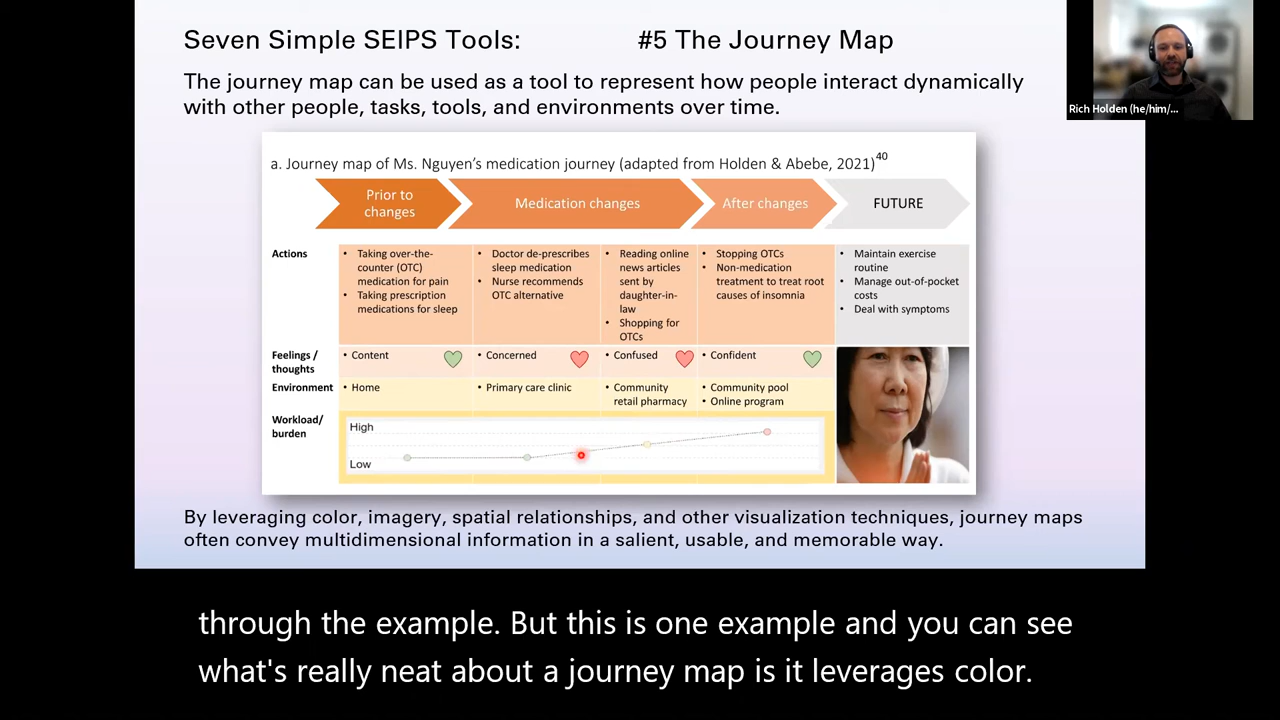 Seven Simple SEIPS Tools: #5 The Journey Map
The journey map can be used as a tool to represent how people interact dynamically
with other people, tasks, tools, and environments over time.
Rich Holden (he/him/...
a. Journey map of Ms. Nguyen's medication journey (adapted from Holden & Abebe, 2021)40
Prior to
changes
Medication changes
After changes
FUTURE
Actions
• Taking over-the-
counter (OTC)
medication for pain
• Taking prescription
medications for sleep
• Doctor de-prescribes
sleep medication
• Nurse recommends
OTC alternative
• Reading online
news articles
sent by
daughter-in-
law
• Shopping for
OTCs
• Stopping OTCs
• Non-medication
treatment to treat root
causes of insomnia
• Maintain exercise
routine
• Manage out-of-pocket
costs
• Deal with symptoms
Feelings /
thoughts
• Content
• Concerned
• Confused
• Confident
Environment
• Home
• Primary care clinic
• Community
retail pharmacy
• Community pool
• Online program
Workload/
burden
High
Low
By leveraging color, imagery, spatial relationships, and other visualization techniques, journey maps
often convey multidimensional information in a salient, usable, and memorable way.
through the example. But this is one example and you can see
what's really neat about a journey map is it leverages color.